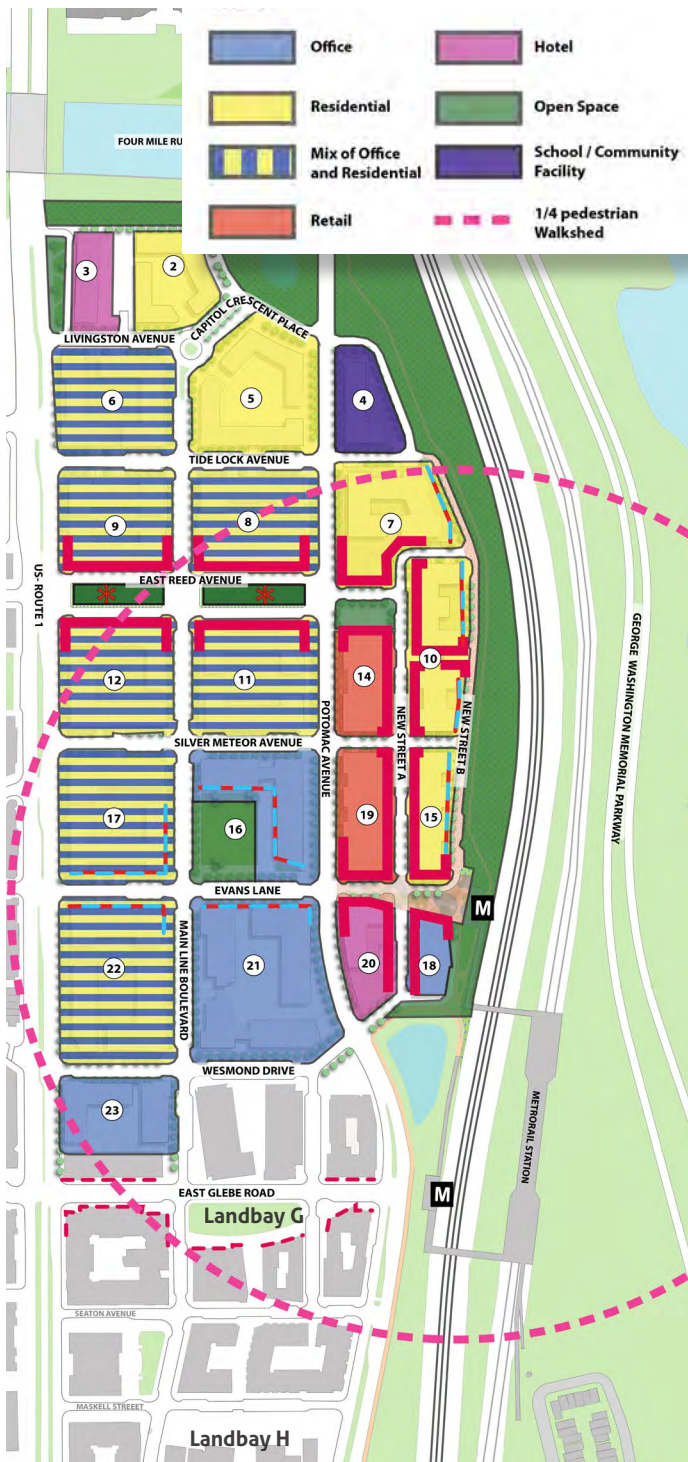 Office
Hotel
Residential
Open Space
Mix of Office
and Residential
School / Community
Facility
Retail
1/4 pedestrian
Walkshed
FOUR MILE RU
3
2
CAPITOL CRESCENT PLACE
LIVINGSTON AVENUE
6
5
4
TIDE LOCK AVENUE
9
8
7
US- ROUTE 1
EAST REED AVENUE
12
11
14
10
GEORGE WASHINGTON MEMORIAL PARKWAY
POTOMAC AVENUE
NEW STREET A
NEW STREET B
SILVER METEOR AVENUE
17
16
19
15
EVANS LANE
M
MAIN LINE BOULEVARD
22
21
20
18
WESMOND DRIVE
23
METRORAIL STATION
M
EAST GLEBE ROAD
Landbay G
SEATON AVENUE
MASKELL STREEET
Landbay H